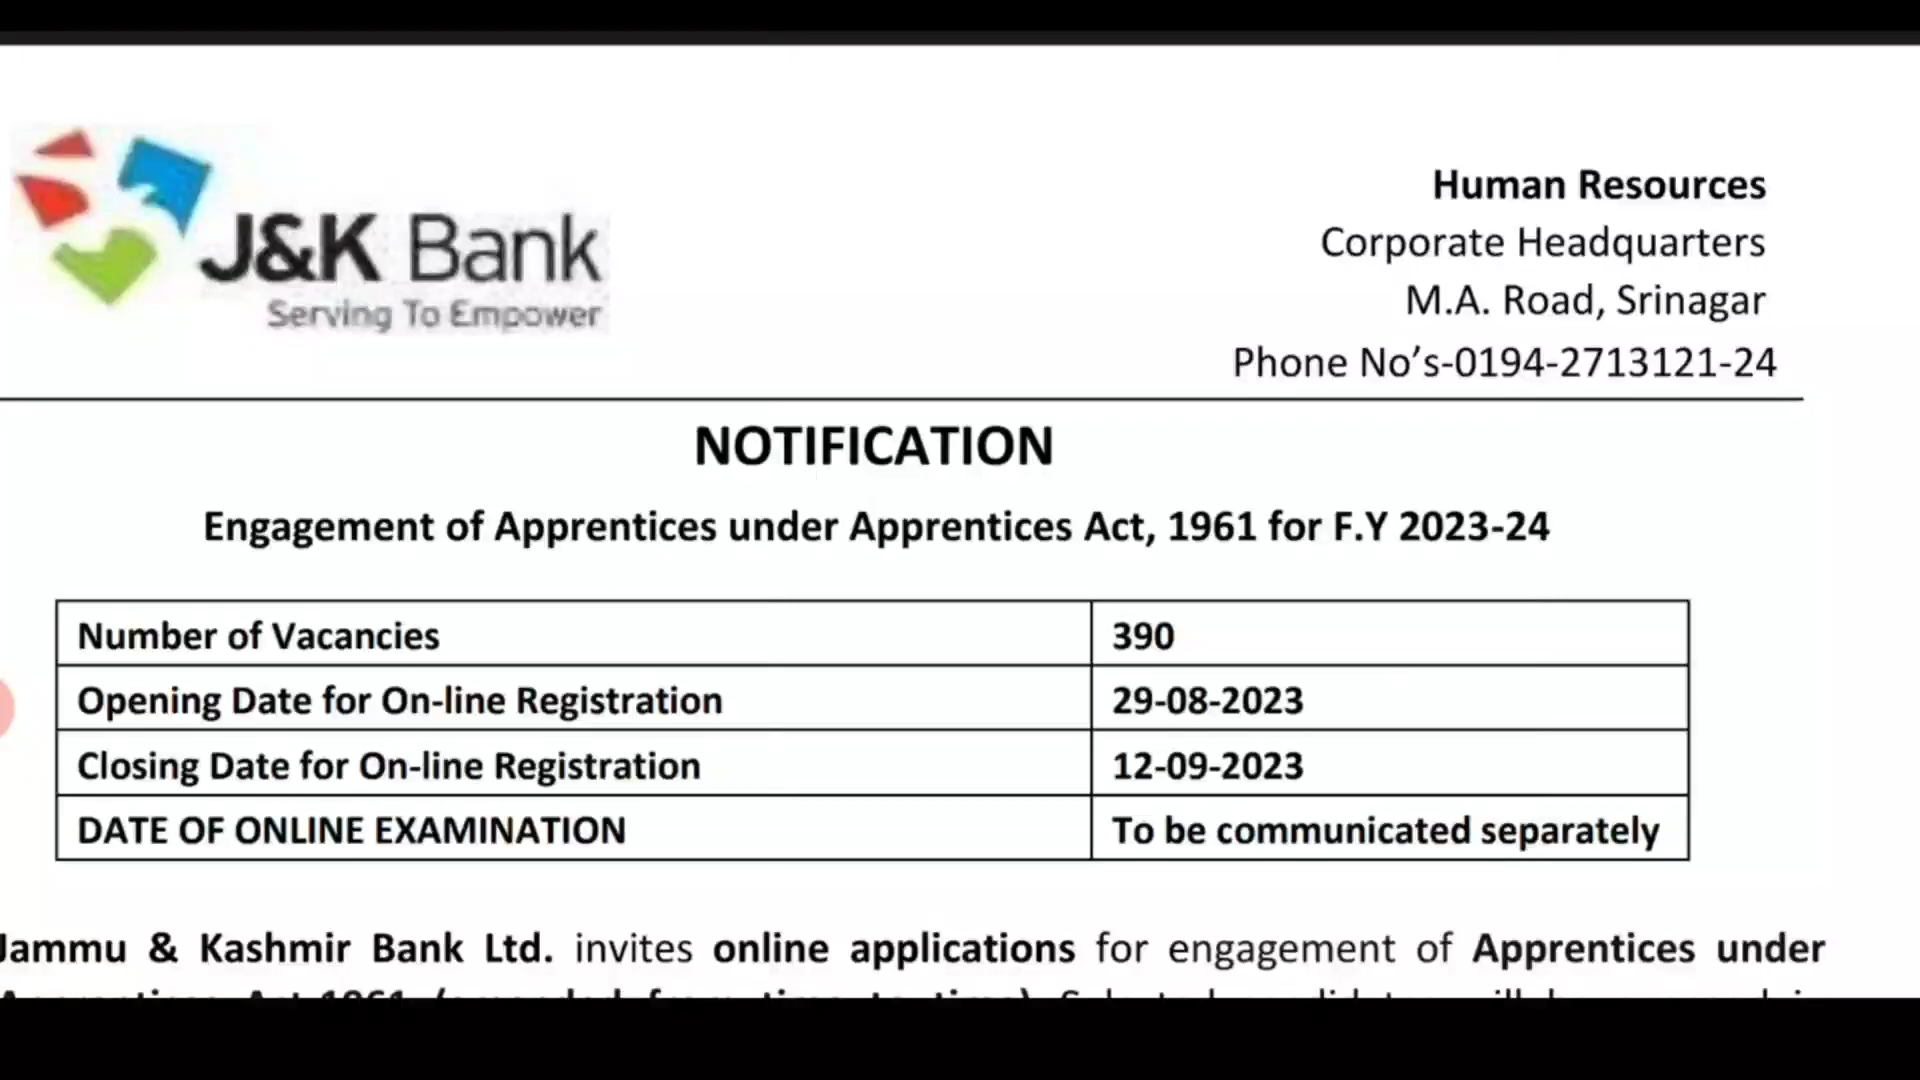 J&K Bank
Serving To Empower
Human Resources
Corporate Headquarters
M.A. Road, Srinagar
Phone No’s-0194-2713121-24
NOTIFICATION
Engagement of Apprentices under Apprentices Act, 1961 for F.Y 2023-24
Number of Vacancies 390
Opening Date for On-line Registration 29-08-2023
Closing Date for On-line Registration 12-09-2023
DATE OF ONLINE EXAMINATION To be communicated separately
Jammu & Kashmir Bank Ltd. invites online applications for engagement of Apprentices under